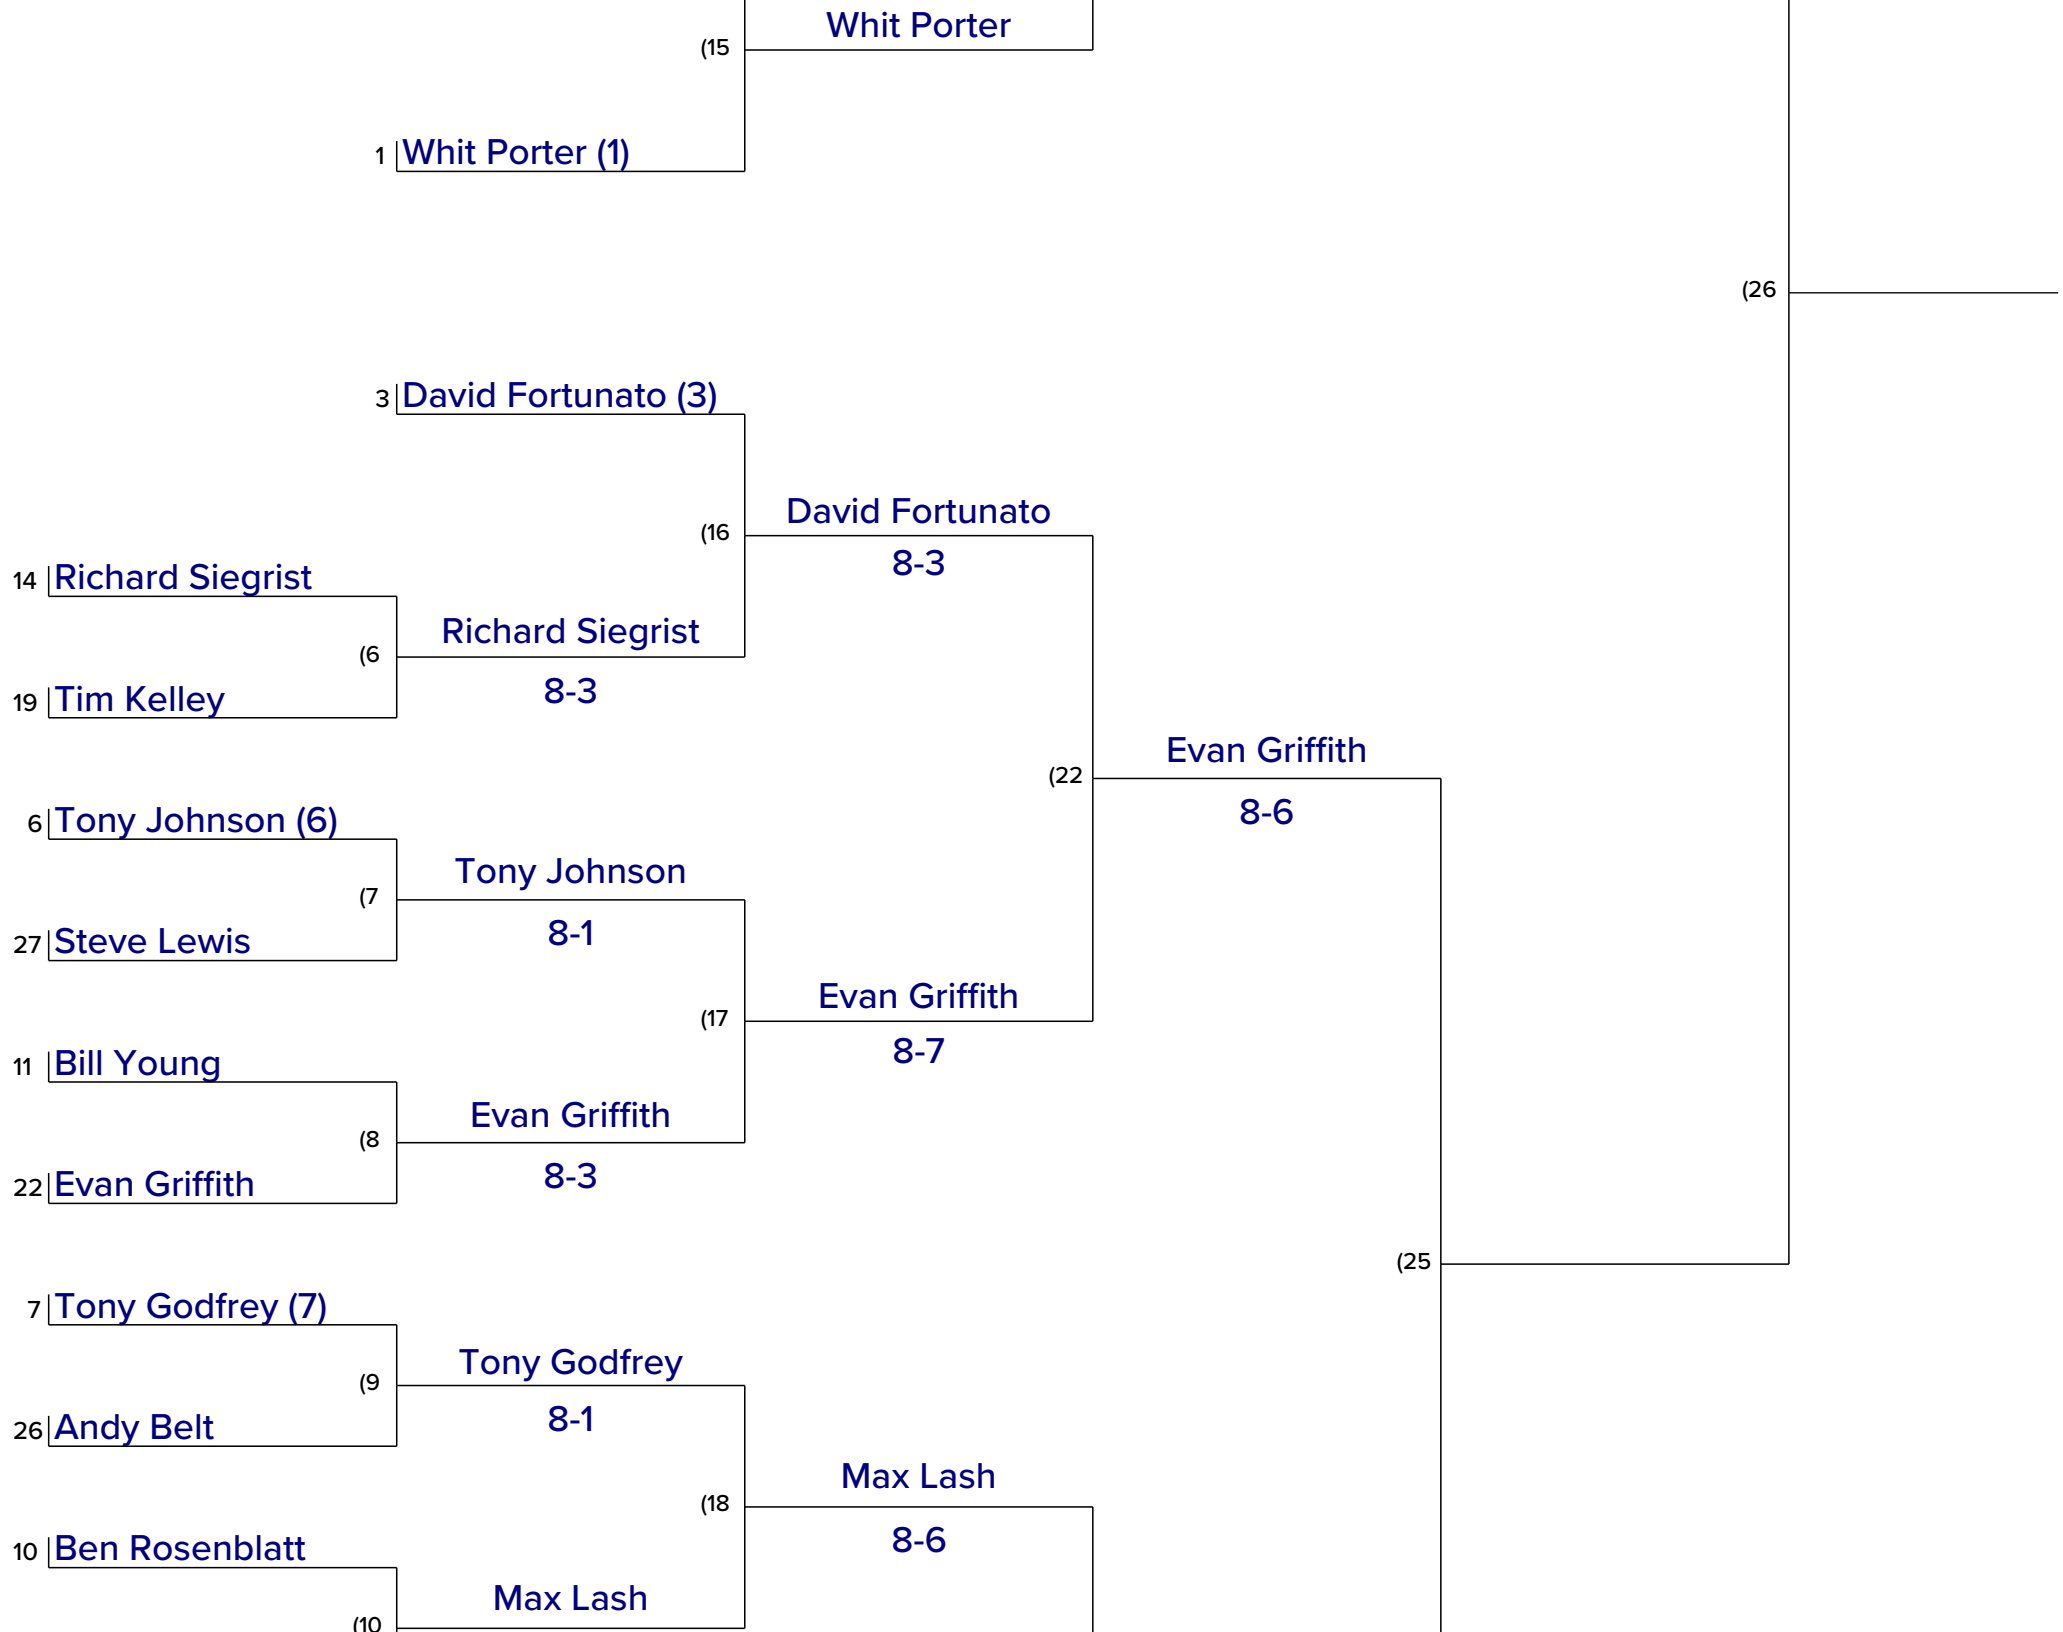 Whit Porter
(15
1 Whit Porter (1)
(26
3 David Fortunato (3)
David Fortunato
(16
8-3
14 Richard Siegrist
Richard Siegrist
(6
8-3
19 Tim Kelley
Evan Griffith
(22
8-6
6 Tony Johnson (6)
Tony Johnson
(7
8-1
27 Steve Lewis
Evan Griffith
(17
8-7
11 Bill Young
Evan Griffith
(8
8-3
22 Evan Griffith
(25
7 Tony Godfrey (7)
Tony Godfrey
(9
8-1
26 Andy Belt
Max Lash
(18
8-6
10 Ben Rosenblatt
Max Lash
(10